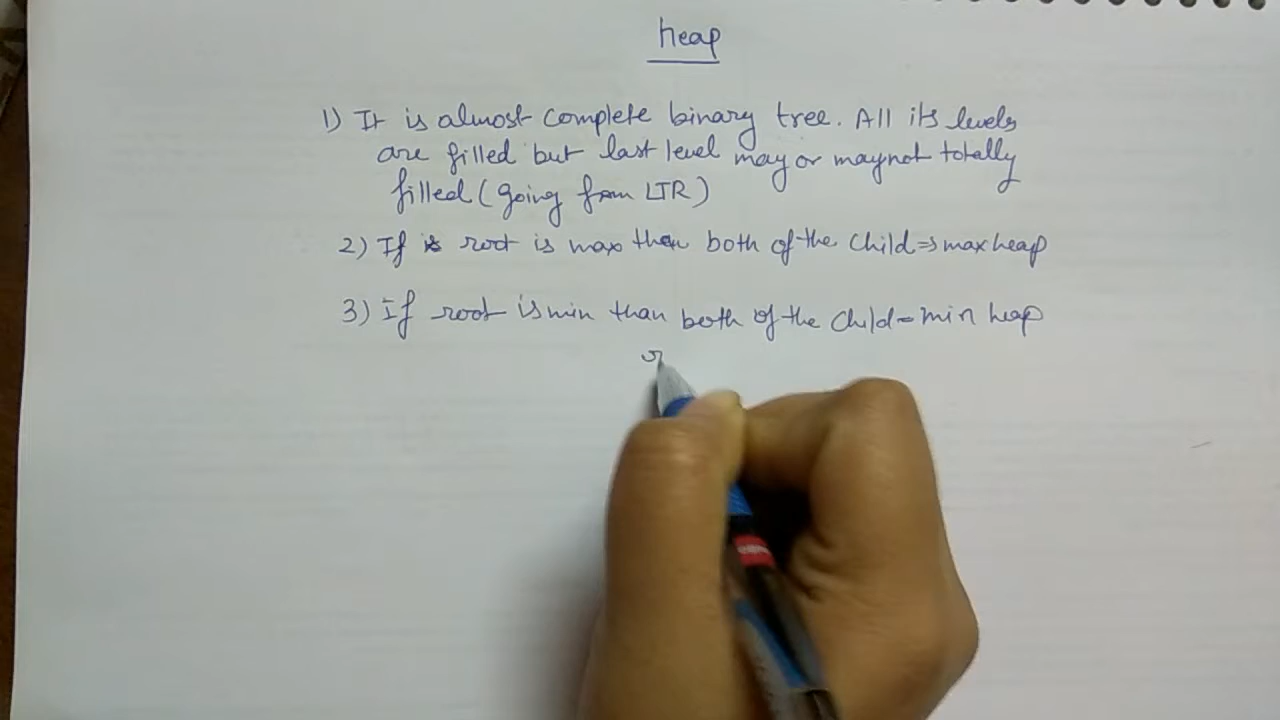 heap
1) It is almost complete binary tree. All its levels
are filled but last level may or maynot totally
filled (going from LTR)
2) If root is max than both of the child => maxheap
3) If root is min than both of the child = min heap